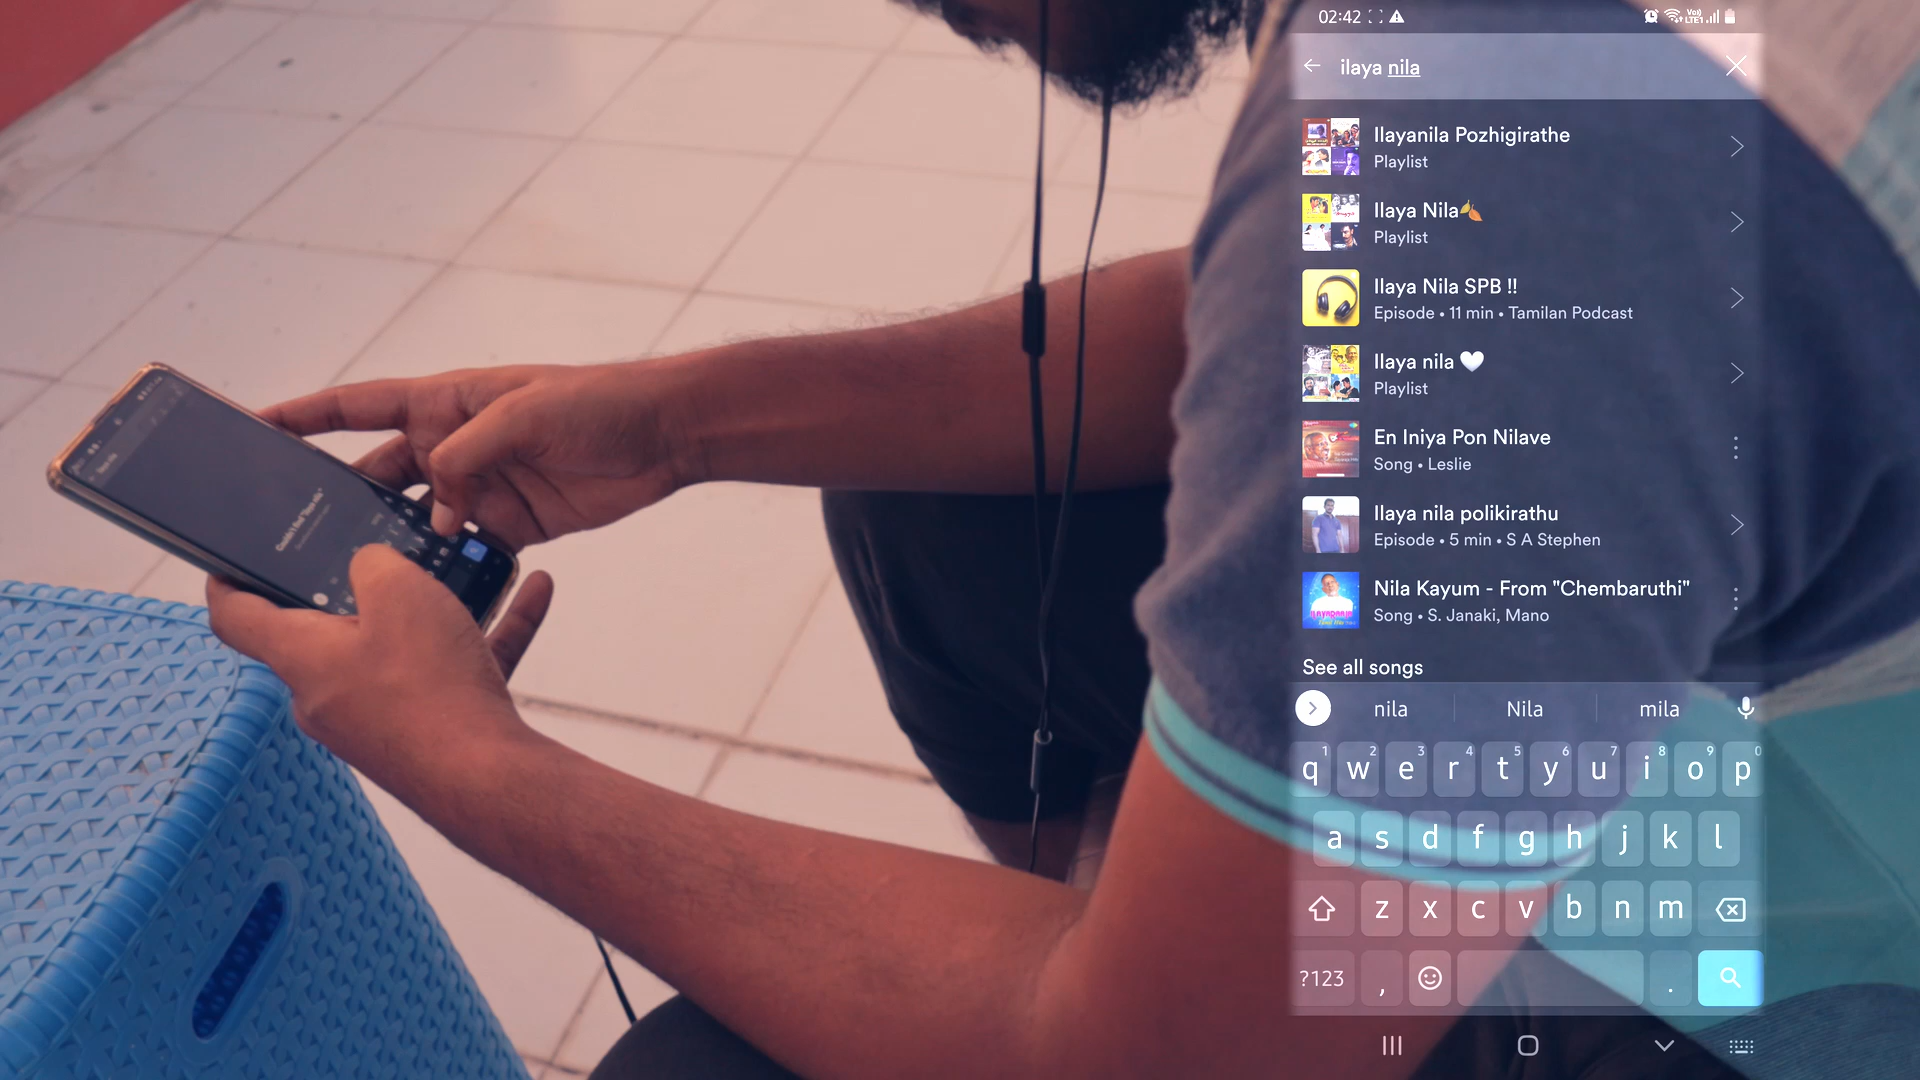 02:42
Vo)) LTE1
ilaya nila
Ilayanila Pozhigirathe
Playlist
Ilaya Nila🍂
Playlist
Ilaya Nila SPB !!
Episode • 11 min • Tamilan Podcast
Ilaya nila 🤍
Playlist
En Iniya Pon Nilave
Song • Leslie
Ilaya nila polikirathu
Episode • 5 min • S A Stephen
Nila Kayum - From "Chembaruthi"
Song • S. Janaki, Mano
See all songs
nila Nila mila
1 2 3 4 5 6 7 8 9 0
q w e r t y u i o p
a s d f g h j k l
z x c v b n m
?123 , .